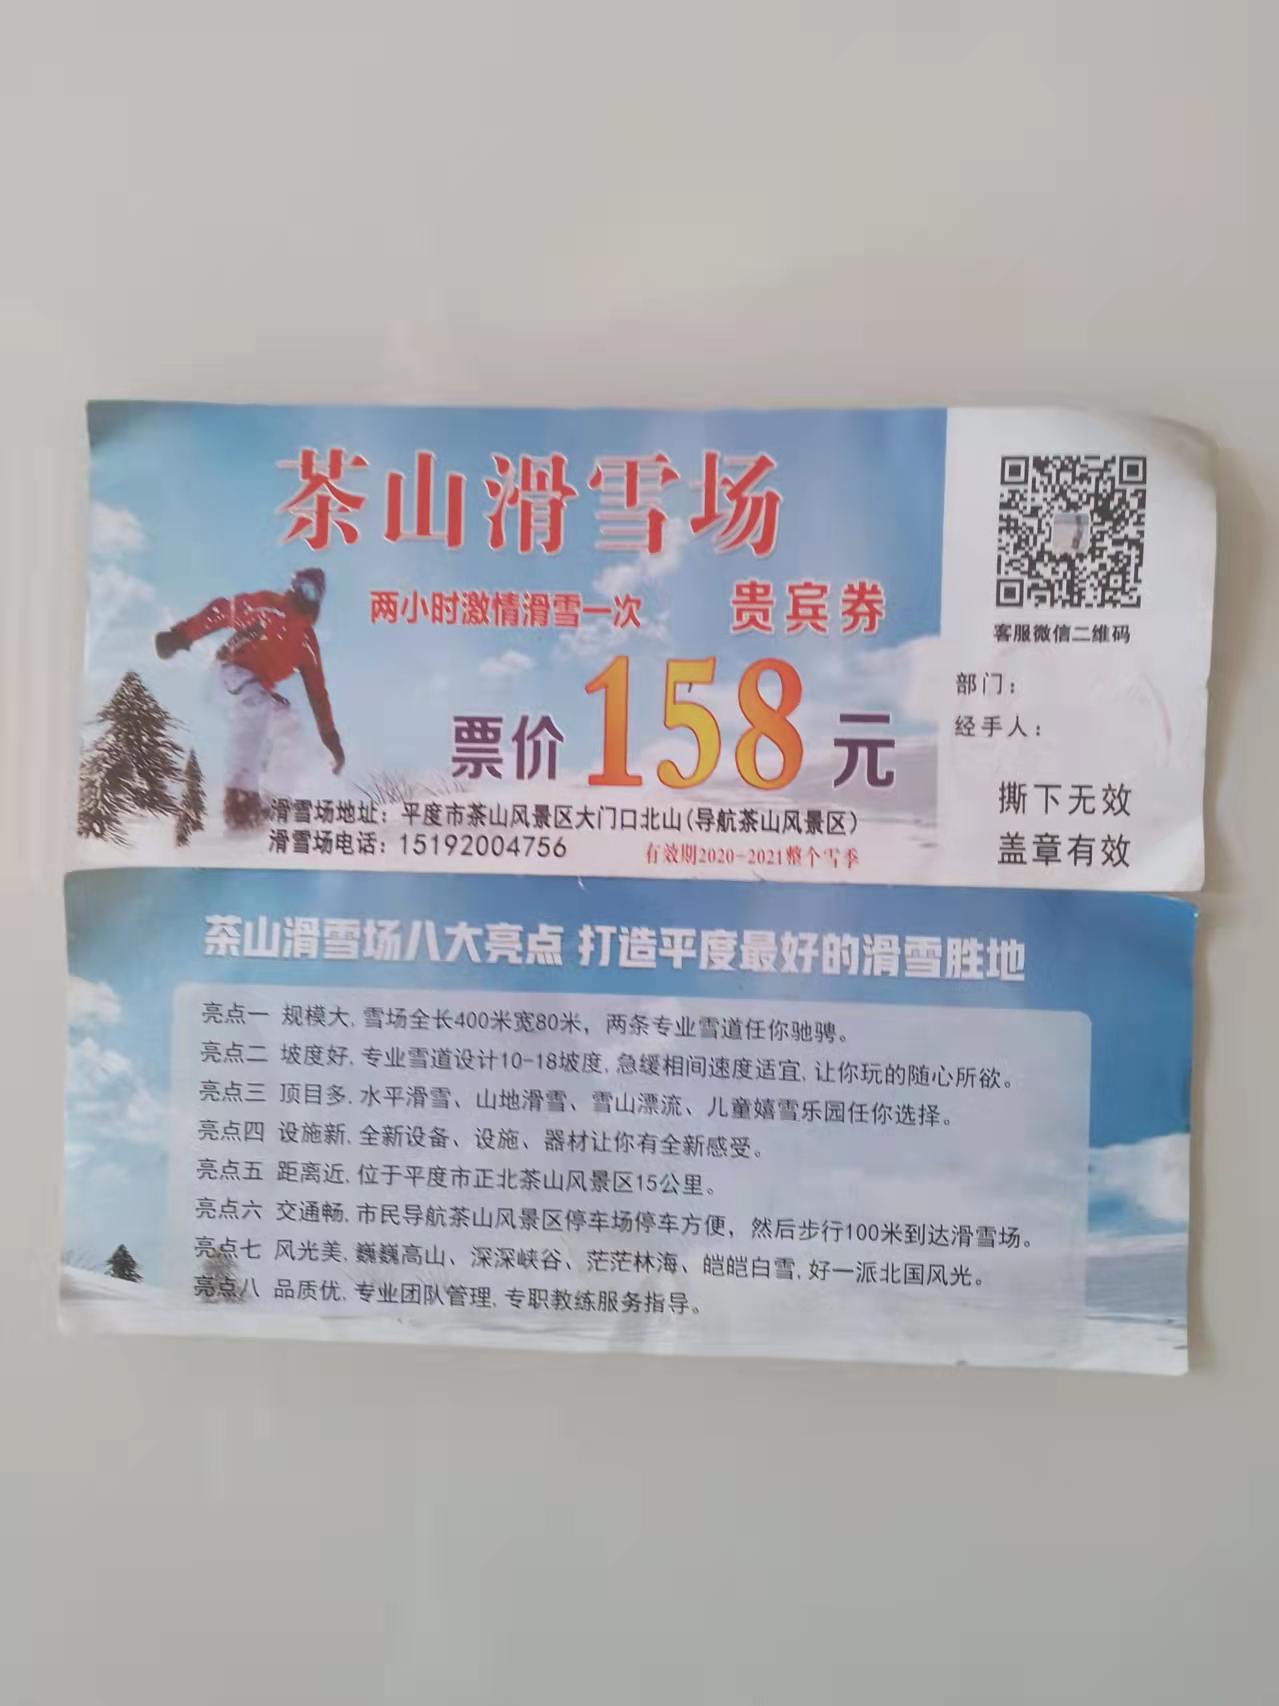 茶山滑雪场
两小时激情滑雪一次 贵宾券
票价 158 元
滑雪场地址：平度市茶山风景区大门口北山(导航茶山风景区)
滑雪场电话：15192004756 有效期2020-2021整个雪季
客服微信二维码
部门：
经手人：
撕下无效
盖章有效
茶山滑雪场八大亮点 打造平度最好的滑雪胜地
亮点一 规模大,雪场全长400米宽80米，两条专业雪道任你驰骋。
亮点二 坡度好,专业雪道设计10-18坡度,急缓相间速度适宜,让你玩的随心所欲。
亮点三 顶目多,水平滑雪、山地滑雪、雪山漂流、儿童嬉雪乐园任你选择。
亮点四 设施新,全新设备、设施、器材让你有全新感受。
亮点五 距离近,位于平度市正北茶山风景区15公里。
亮点六 交通畅,市民导航茶山风景区停车场停车方便，然后步行100米到达滑雪场。
亮点七 风光美,巍巍高山、深深峡谷、茫茫林海、皑皑白雪,好一派北国风光。
亮点八 品质优,专业团队管理,专职教练服务指导。